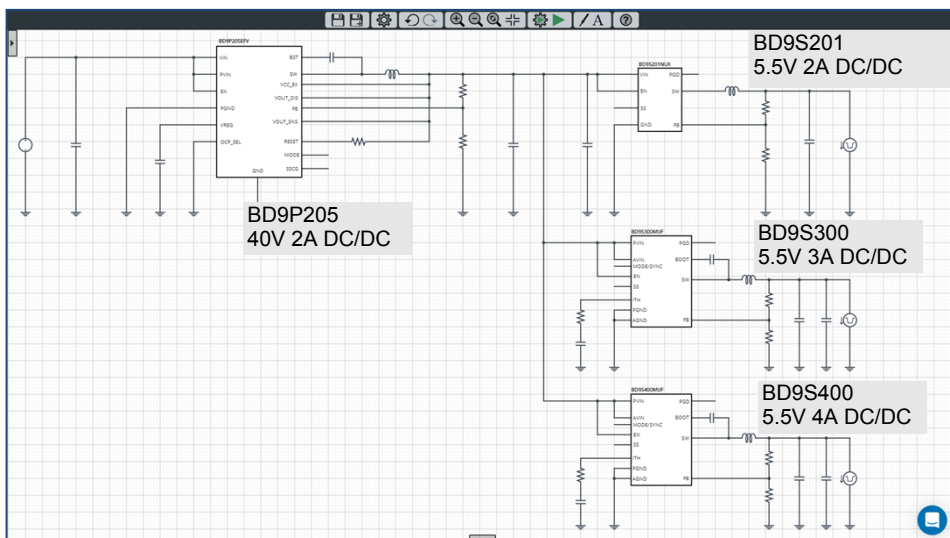 A
?
BD9P205EFV
VIN
PVIN
EN
PGND
VREG
OCP_SEL
GND
BST
SW
VCC_EX
VOUT_DIS
FB
VOUT_SNS
RESET
MODE
SSCG
BD9P205
40V 2A DC/DC
BD9S201
5.5V 2A DC/DC
BD9S201NUX
VIN
EN
SS
GND
PGD
SW
FB
BD9S300
5.5V 3A DC/DC
BD9S300MUF
PVIN
AVIN
MODE/SYNC
EN
SS
ITH
PGND
AGND
PGD
BOOT
SW
FB
BD9S400
5.5V 4A DC/DC
BD9S400MUF
PVIN
AVIN
MODE/SYNC
EN
SS
ITH
PGND
AGND
PGD
BOOT
SW
FB